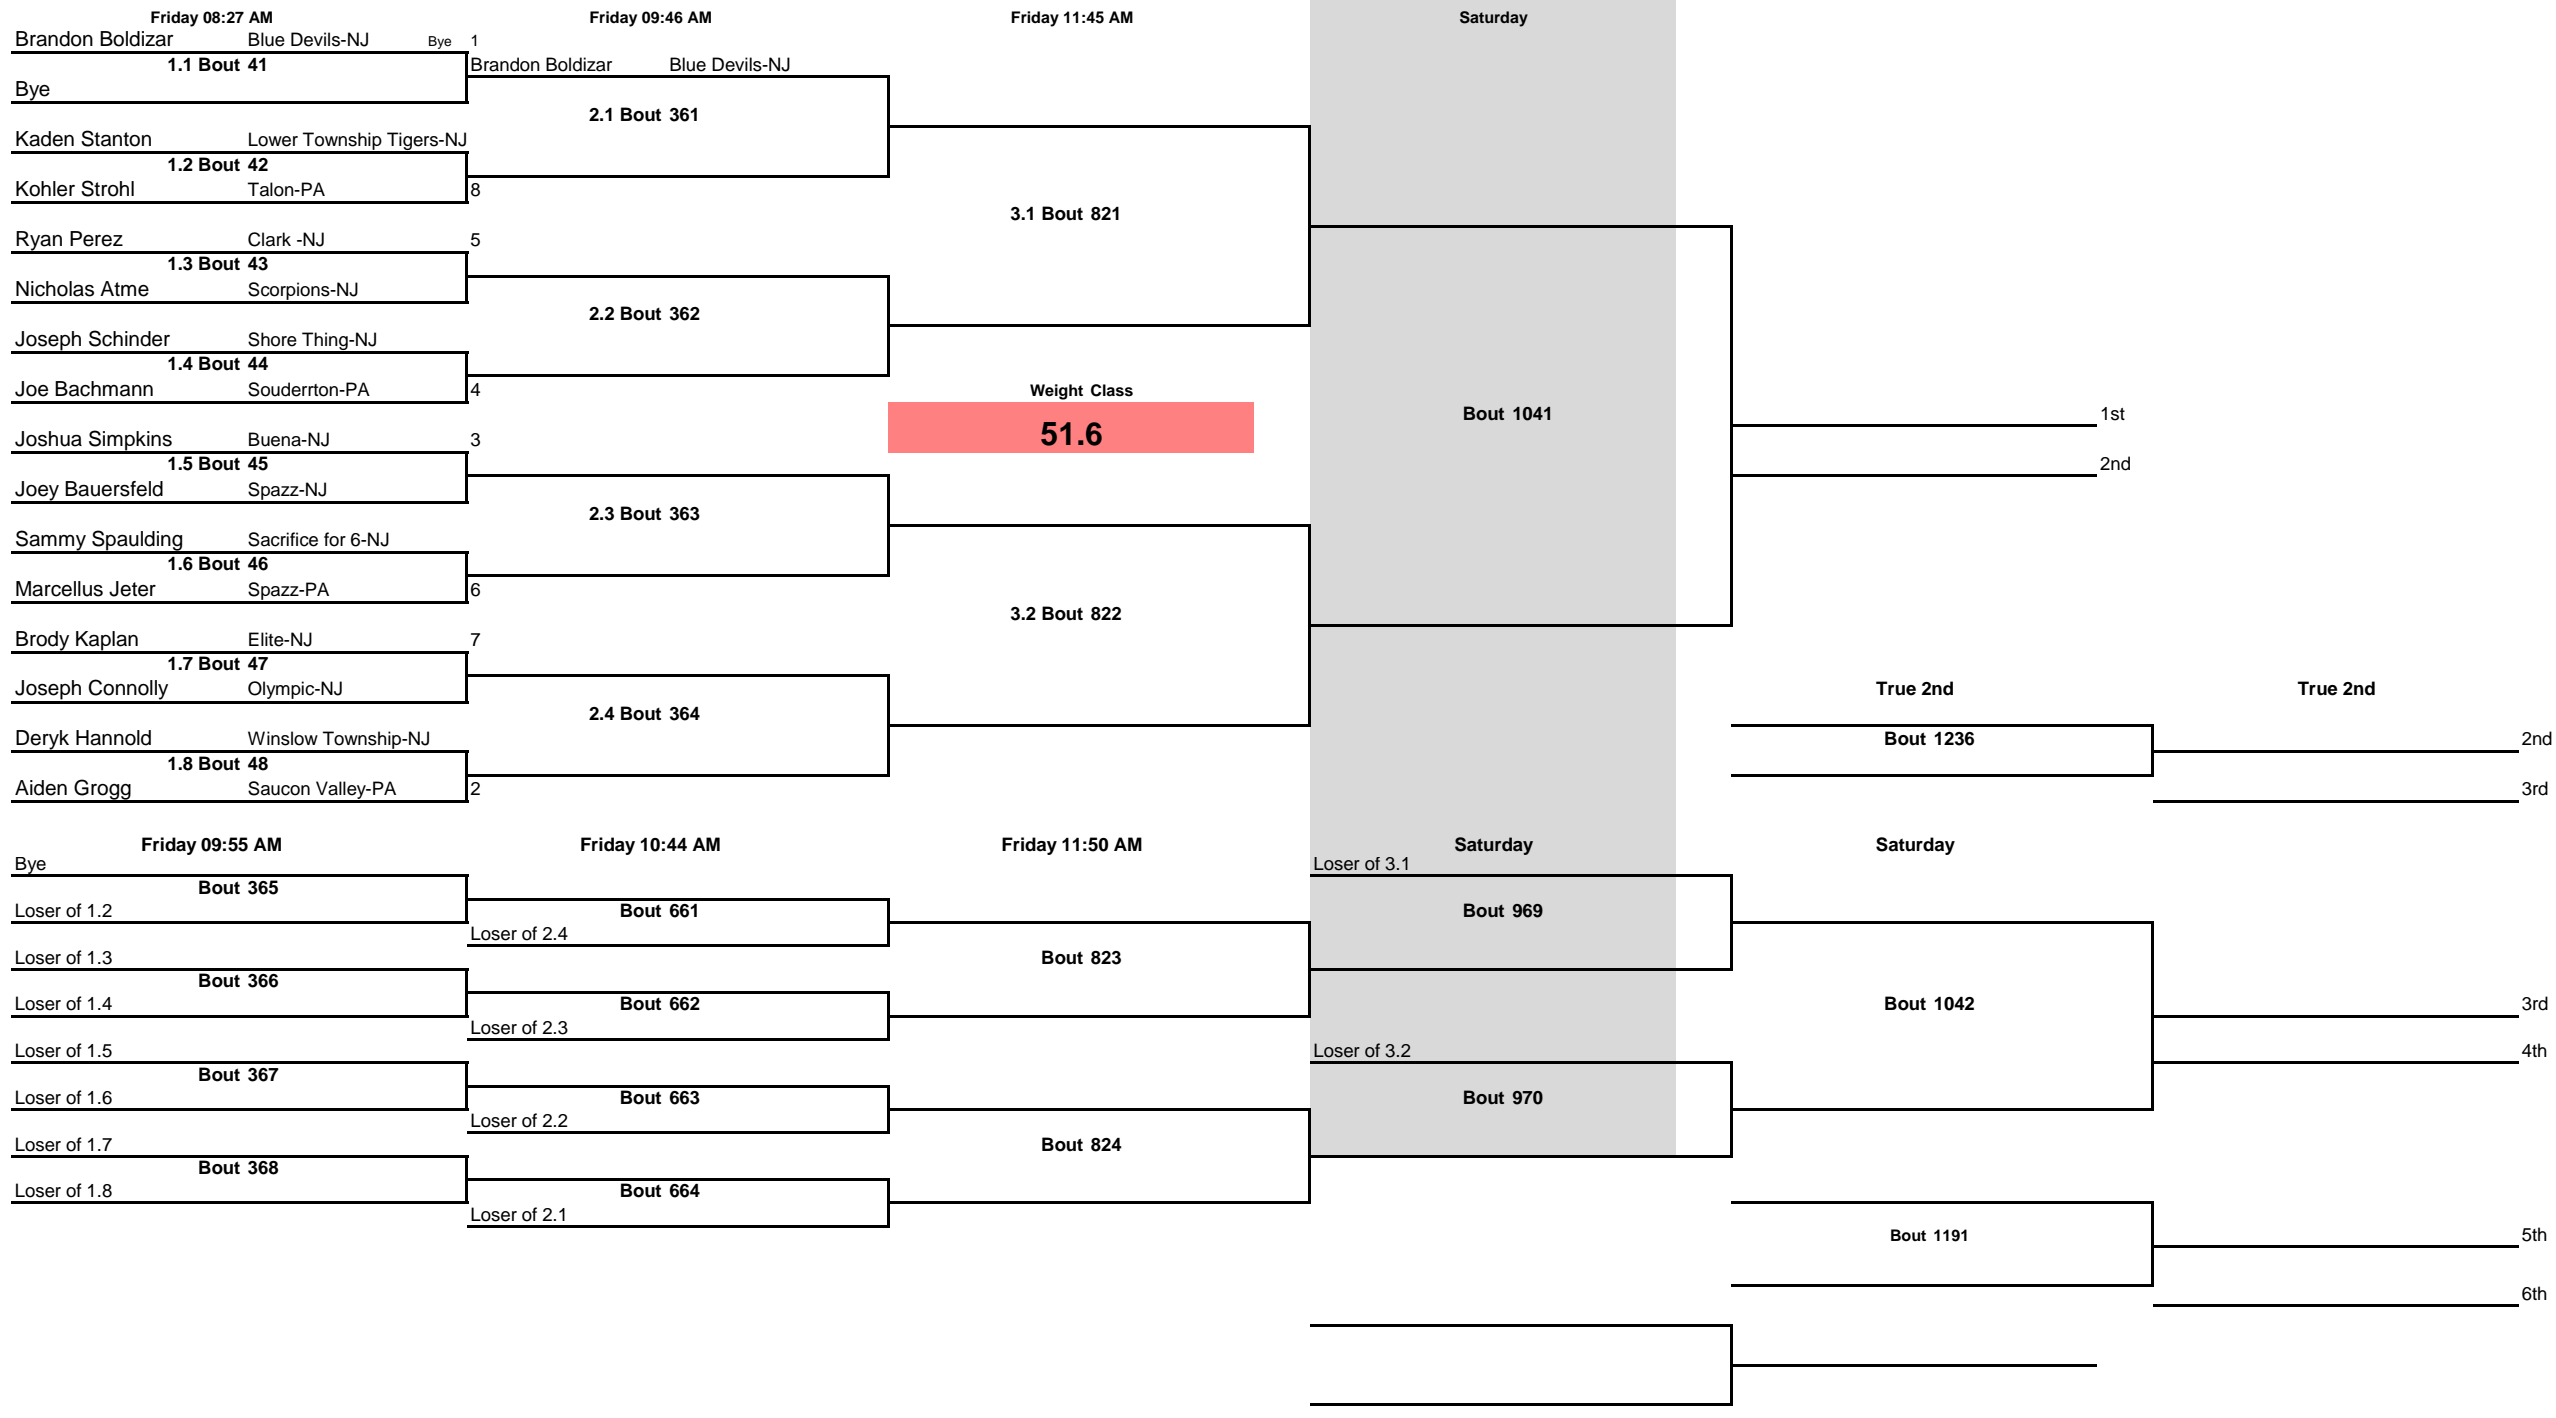 Friday 08:27 AM Friday 09:46 AM Friday 11:45 AM Saturday
Brandon Boldizar Blue Devils-NJ Bye 1
1.1 Bout 41 Brandon Boldizar Blue Devils-NJ
Bye
2.1 Bout 361
Kaden Stanton Lower Township Tigers-NJ
1.2 Bout 42
Kohler Strohl Talon-PA 8
3.1 Bout 821
Ryan Perez Clark -NJ 5
1.3 Bout 43
Nicholas Atme Scorpions-NJ
2.2 Bout 362
Joseph Schinder Shore Thing-NJ
1.4 Bout 44
Joe Bachmann Souderrton-PA 4 Weight Class
Bout 1041 1st
51.6
Joshua Simpkins Buena-NJ 3
1.5 Bout 45 2nd
Joey Bauersfeld Spazz-NJ
2.3 Bout 363
Sammy Spaulding Sacrifice for 6-NJ
1.6 Bout 46
Marcellus Jeter Spazz-PA 6
3.2 Bout 822
Brody Kaplan Elite-NJ 7
1.7 Bout 47
Joseph Connolly Olympic-NJ True 2nd True 2nd
2.4 Bout 364
Deryk Hannold Winslow Township-NJ Bout 1236 2nd
1.8 Bout 48
Aiden Grogg Saucon Valley-PA 2 3rd
Friday 09:55 AM Friday 10:44 AM Friday 11:50 AM Saturday Saturday
Bye Loser of 3.1
Bout 365
Loser of 1.2 Bout 661 Bout 969
Loser of 2.4
Loser of 1.3 Bout 823
Bout 366
Loser of 1.4 Bout 662 Bout 1042 3rd
Loser of 2.3
Loser of 1.5 Loser of 3.2 4th
Bout 367
Loser of 1.6 Bout 663 Bout 970
Loser of 2.2
Loser of 1.7 Bout 824
Bout 368
Loser of 1.8 Bout 664
Loser of 2.1
Bout 1191 5th
6th